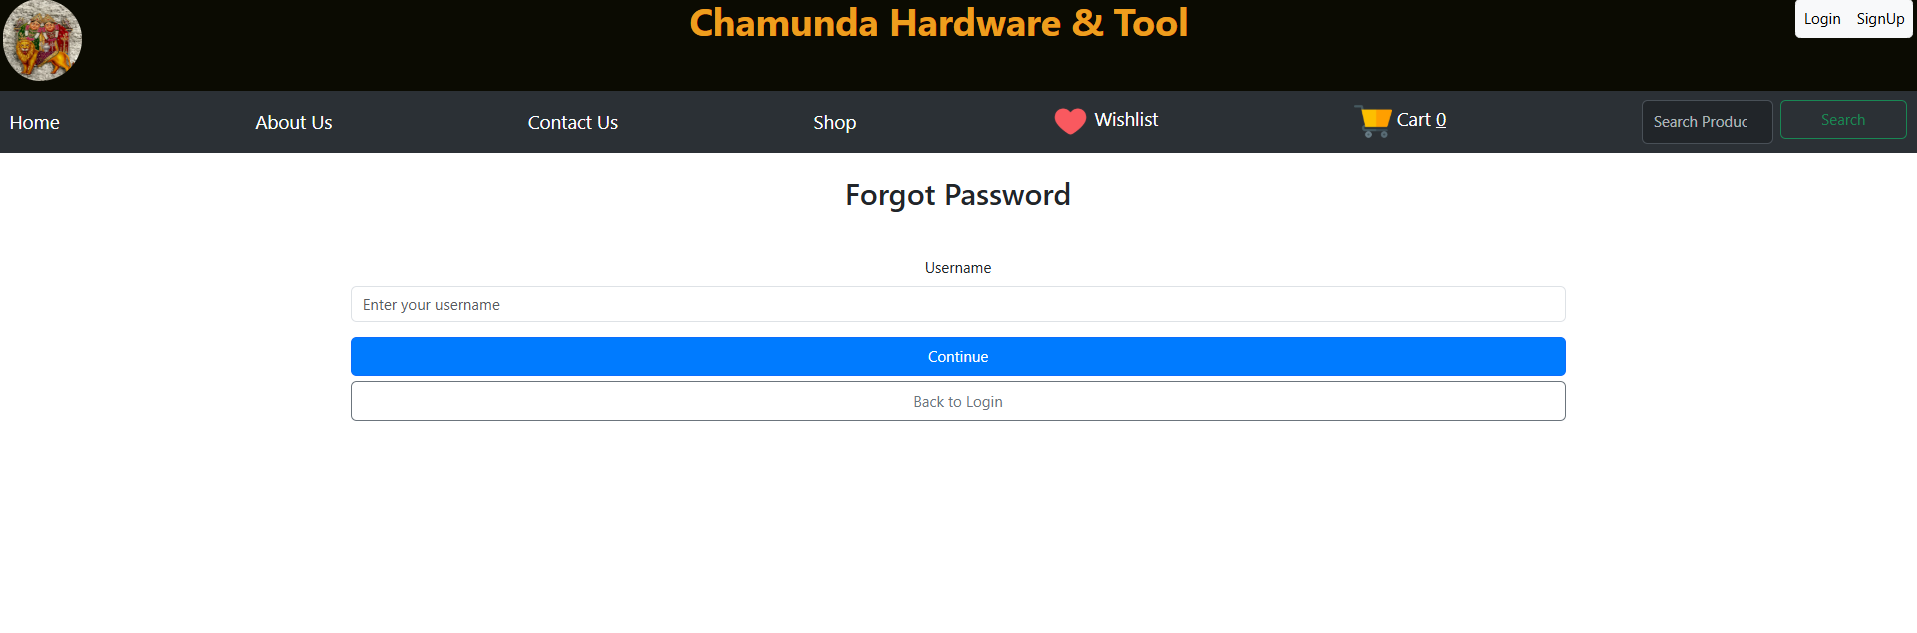 Chamunda Hardware & Tool
Login SignUp
Home About Us Contact Us Shop Wishlist Cart 0 Search Produc Search
Forgot Password
Username
Enter your username
Continue
Back to Login